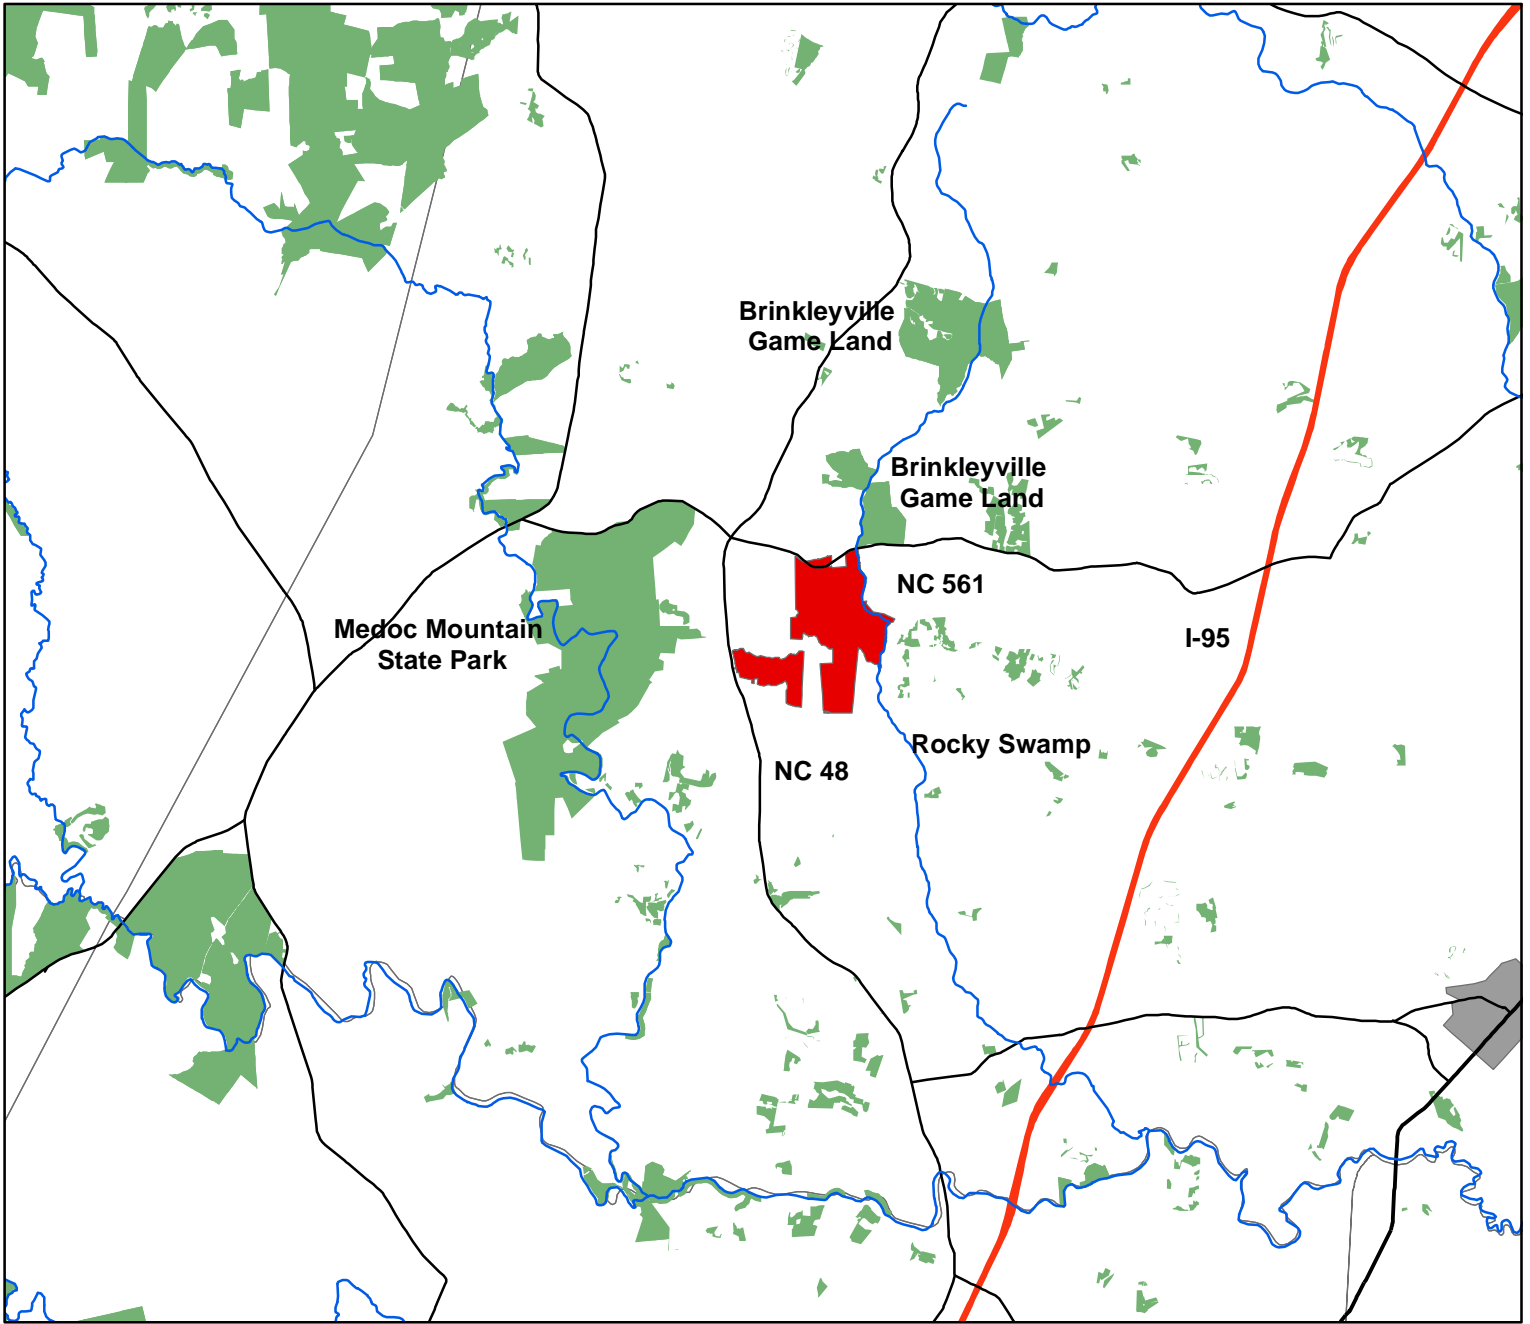 Brinkleyville
Game Land
Brinkleyville
Game Land
NC 561
Medoc Mountain
State Park
I-95
Rocky Swamp
NC 48